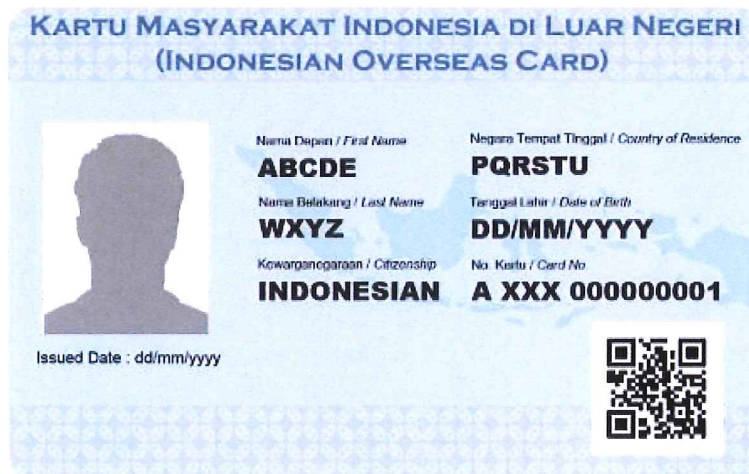 KARTU MASYARAKAT INDONESIA DI LUAR NEGERI
(INDONESIAN OVERSEAS CARD)
Nama Depan / First Name
ABCDE
Nama Belakang / Last Name
WXYZ
Kewarganegaraan / Citizenship
INDONESIAN
Negara Tempat Tinggal / Country of Residence
PQRSTU
Tanggal Lahir / Date of Birth
DD/MM/YYYY
No. Kartu / Card No
A XXX 000000001
Issued Date : dd/mm/yyyy